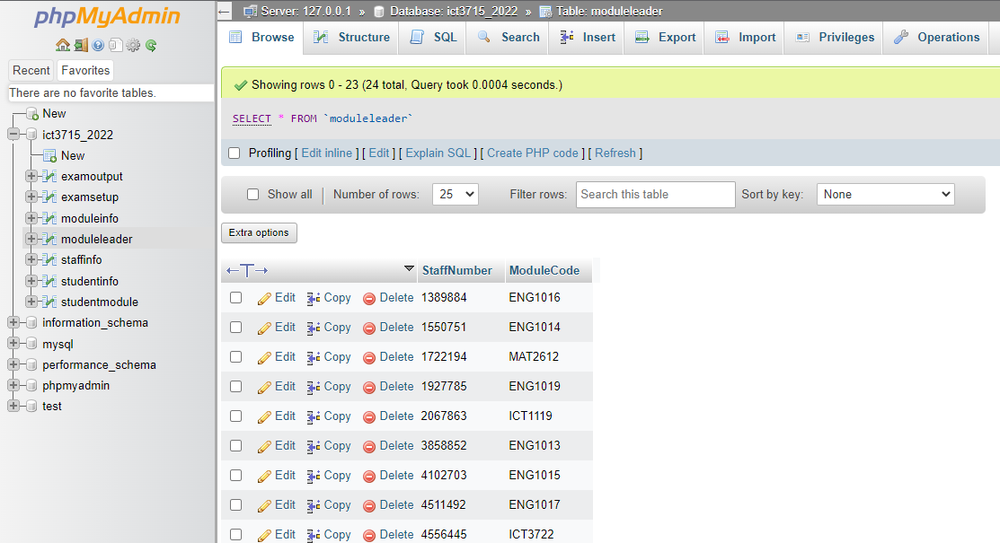 phpMyAdmin
Recent Favorites
There are no favorite tables.
New
ict3715_2022
New
examoutput
examsetup
moduleinfo
moduleleader
staffinfo
studentinfo
studentmodule
information_schema
mysql
performance_schema
phpmyadmin
test
Server: 127.0.0.1 » Database: ict3715_2022 » Table: moduleleader
Browse Structure SQL Search Insert Export Import Privileges Operations
Showing rows 0 - 23 (24 total, Query took 0.0004 seconds.)
SELECT * FROM `moduleleader`
Profiling [ Edit inline ] [ Edit ] [ Explain SQL ] [ Create PHP code ] [ Refresh ]
Show all | Number of rows: 25 Filter rows: Search this table Sort by key: None
Extra options
←T→ StaffNumber ModuleCode
Edit Copy Delete 1389884 ENG1016
Edit Copy Delete 1550751 ENG1014
Edit Copy Delete 1722194 MAT2612
Edit Copy Delete 1927785 ENG1019
Edit Copy Delete 2067863 ICT1119
Edit Copy Delete 3858852 ENG1013
Edit Copy Delete 4102703 ENG1015
Edit Copy Delete 4511492 ENG1017
Edit Copy Delete 4556445 ICT3722